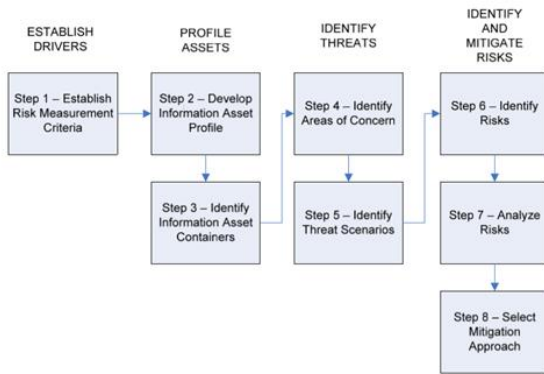 ESTABLISH
DRIVERS
PROFILE
ASSETS
IDENTIFY
THREATS
IDENTIFY
AND
MITIGATE
RISKS
Step 1 – Establish
Risk Measurement
Criteria
Step 2 – Develop
Information Asset
Profile
Step 3 – Identify
Information Asset
Containers
Step 4 – Identify
Areas of Concern
Step 5 – Identify
Threat Scenarios
Step 6 – Identify
Risks
Step 7 – Analyze
Risks
Step 8 – Select
Mitigation
Approach